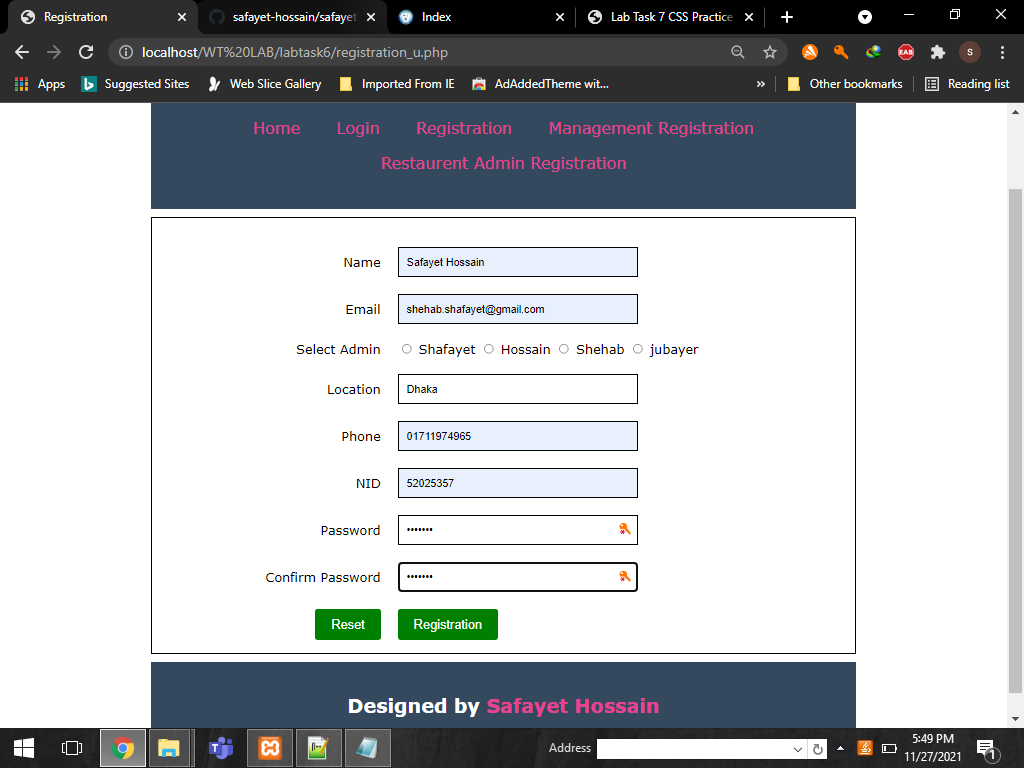 Registration
safayet-hossain/safayet
Index
Lab Task 7 CSS Practice
localhost/WT%20LAB/labtask6/registration_u.php
EAB
S
Apps
Suggested Sites
Web Slice Gallery
Imported From IE
AdAddedTheme wit...
»
Other bookmarks
Reading list
Home Login Registration Management Registration
Restaurent Admin Registration
Name Safayet Hossain
Email shehab.shafayet@gmail.com
Select Admin Shafayet Hossain Shehab jubayer
Location Dhaka
Phone 01711974965
NID 52025357
Password •••••••
Confirm Password •••••••
Reset Registration
Designed by Safayet Hossain
Address
5:49 PM
11/27/2021
1